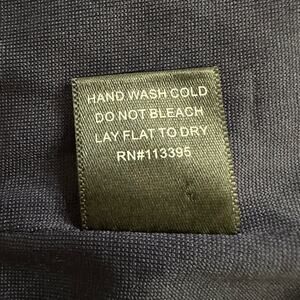 HAND WASH COLD
DO NOT BLEACH
LAY FLAT TO DRY
RN#113395